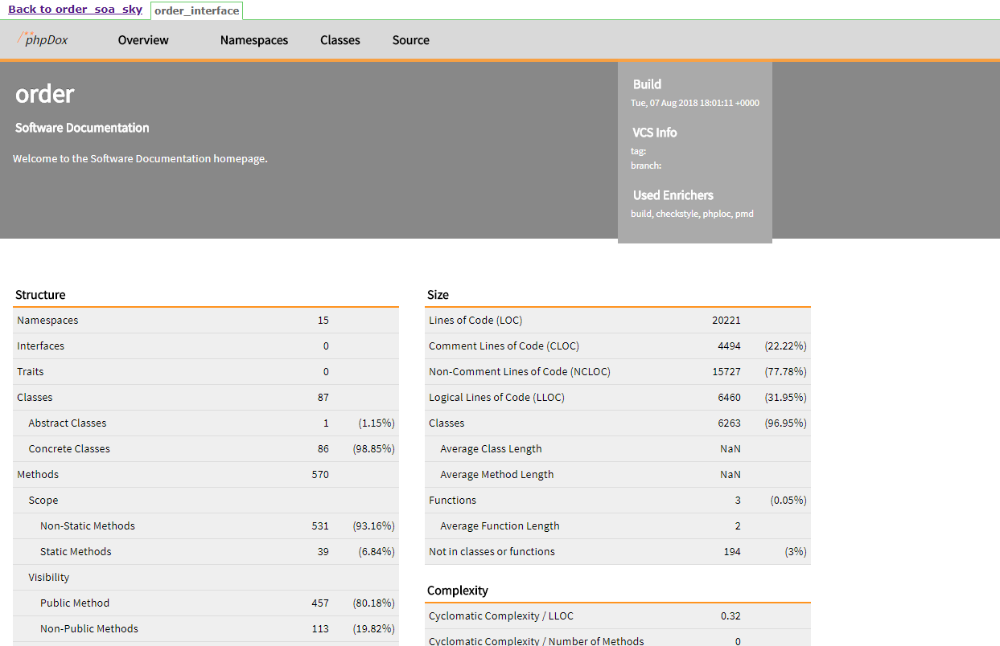 Back to order_soa_sky order_interface
/** phpDox Overview Namespaces Classes Source
order
Software Documentation
Welcome to the Software Documentation homepage.
Build
Tue, 07 Aug 2018 18:01:11 +0000
VCS Info
tag:
branch:
Used Enrichers
build, checkstyle, phploc, pmd
Structure
Namespaces 15
Interfaces 0
Traits 0
Classes 87
Abstract Classes 1 (1.15%)
Concrete Classes 86 (98.85%)
Methods 570
Scope
Non-Static Methods 531 (93.16%)
Static Methods 39 (6.84%)
Visibility
Public Method 457 (80.18%)
Non-Public Methods 113 (19.82%)
Size
Lines of Code (LOC) 20221
Comment Lines of Code (CLOC) 4494 (22.22%)
Non-Comment Lines of Code (NCLOC) 15727 (77.78%)
Logical Lines of Code (LLOC) 6460 (31.95%)
Classes 6263 (96.95%)
Average Class Length NaN
Average Method Length NaN
Functions 3 (0.05%)
Average Function Length 2
Not in classes or functions 194 (3%)
Complexity
Cyclomatic Complexity / LLOC 0.32
Cyclomatic Complexity / Number of Methods 0